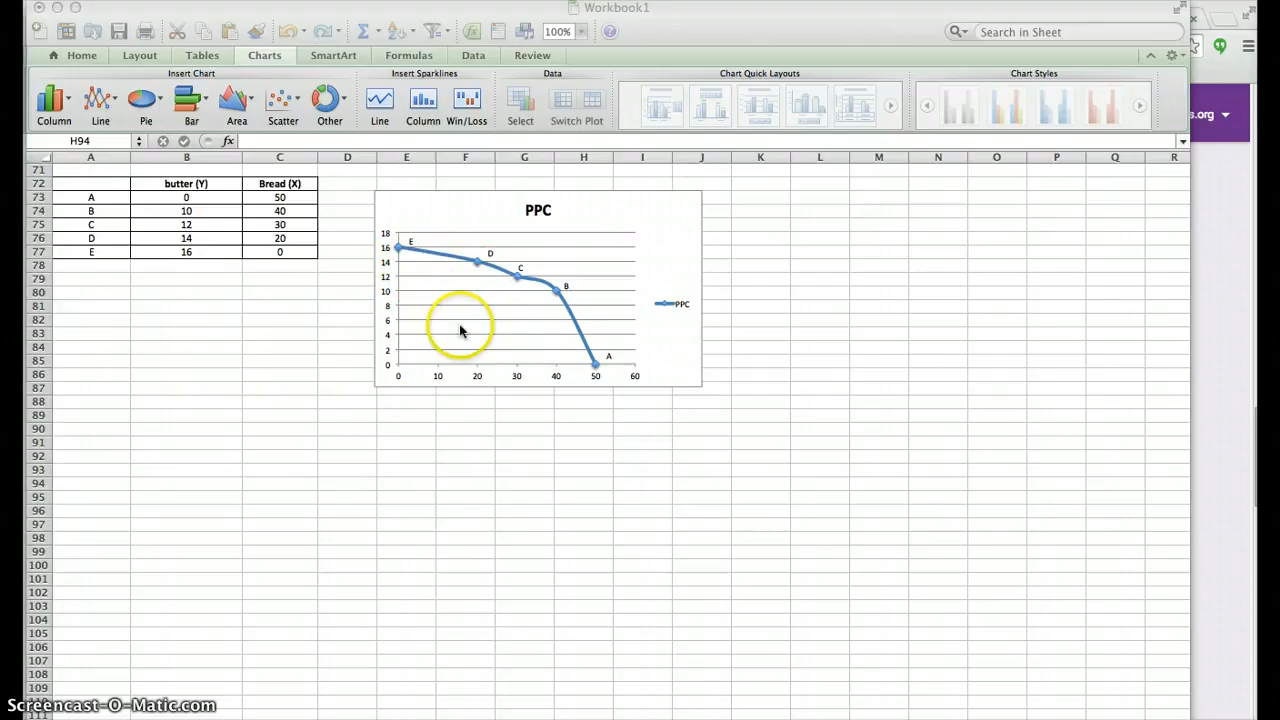 Workbook1
100%
Search in Sheet
Home Layout Tables Charts SmartArt Formulas Data Review
Insert Chart Insert Sparklines Data Chart Quick Layouts Chart Styles
Column Line Pie Bar Area Scatter Other Line Column Win/Loss Select Switch Plot
s.org
H94 fx
A B C D E F G H I J K L M N O P Q R
71
72 butter (Y) Bread (X)
73 A 0 50
74 B 10 40
75 C 12 30
76 D 14 20
77 E 16 0
78
79
80
81
82
83
84
85
86
87
88
89
90
91
92
93
94
95
96
97
98
99
100
101
102
103
104
105
106
107
108
109
PPC
18
16
14
12
10
8
6
4
2
0
E
D
C
B
A
PPC
0 10 20 30 40 50 60
Screencast-O-Matic.com